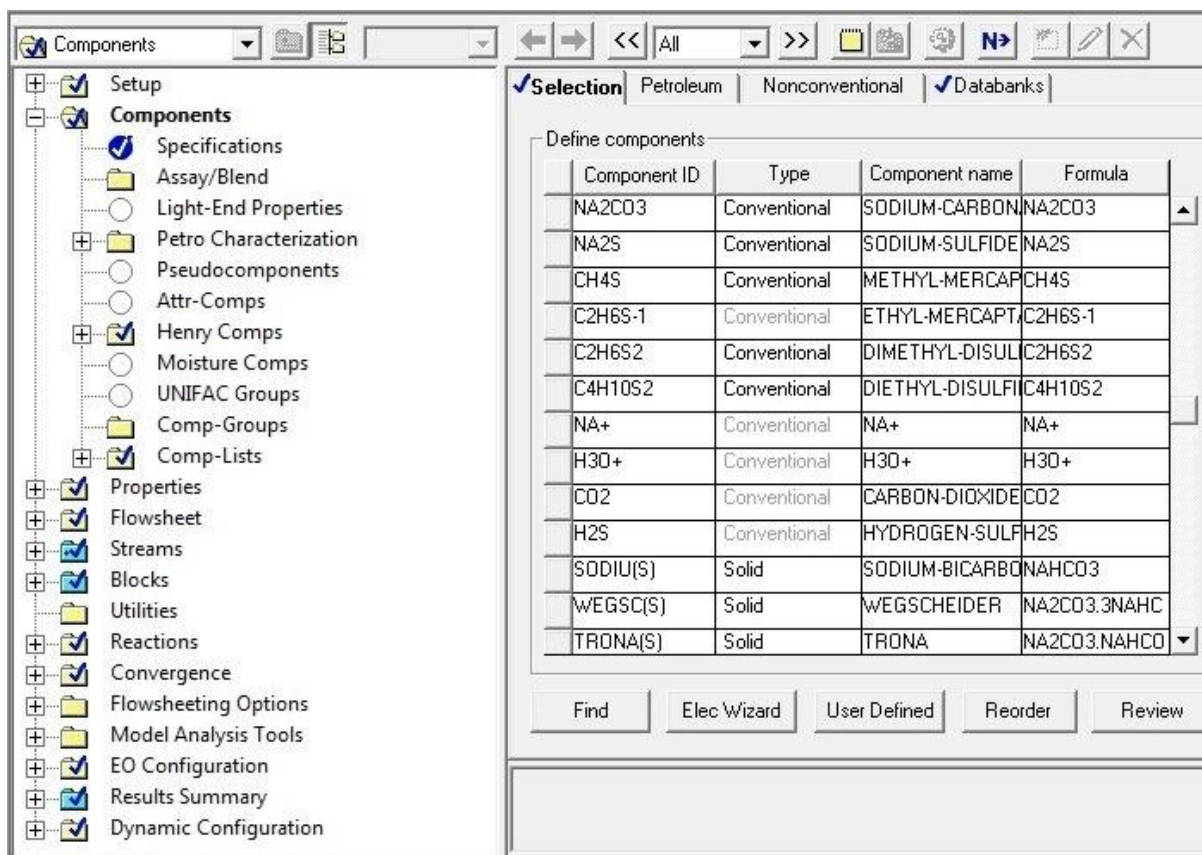 Components
All
N>
Setup
Components
Specifications
Assay/Blend
Light-End Properties
Petro Characterization
Pseudocomponents
Attr-Comps
Henry Comps
Moisture Comps
UNIFAC Groups
Comp-Groups
Comp-Lists
Properties
Flowsheet
Streams
Blocks
Utilities
Reactions
Convergence
Flowsheeting Options
Model Analysis Tools
EO Configuration
Results Summary
Dynamic Configuration
Selection Petroleum Nonconventional Databanks
Define components
Component ID Type Component name Formula
NA2CO3 Conventional SODIUM-CARBON NA2CO3
NA2S Conventional SODIUM-SULFIDE NA2S
CH4S Conventional METHYL-MERCAP CH4S
C2H6S-1 Conventional ETHYL-MERCAPT C2H6S-1
C2H6S2 Conventional DIMETHYL-DISUL C2H6S2
C4H10S2 Conventional DIETHYL-DISULFI C4H10S2
NA+ Conventional NA+ NA+
H3O+ Conventional H3O+ H3O+
CO2 Conventional CARBON-DIOXIDE CO2
H2S Conventional HYDROGEN-SULF H2S
SODIU(S) Solid SODIUM-BICARBO NAHCO3
WEGSC(S) Solid WEGSCHEIDER NA2CO3.3NAHC
TRONA(S) Solid TRONA NA2CO3.NAHCO
Find Elec Wizard User Defined Reorder Review